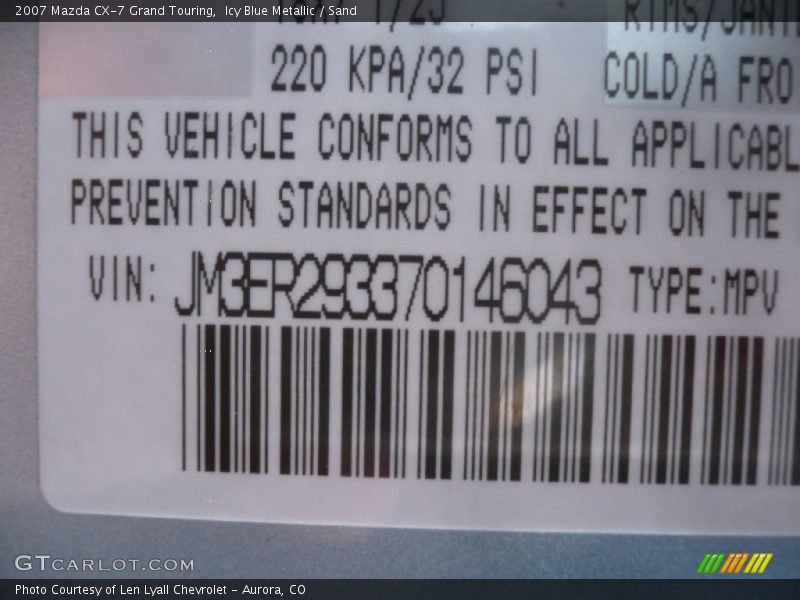 2007 Mazda CX-7 Grand Touring, Icy Blue Metallic / Sand
220 KPA/32 PSI COLD/A FRO
THIS VEHICLE CONFORMS TO ALL APPLICABL
PREVENTION STANDARDS IN EFFECT ON THE
VIN: JM3ER293370146043 TYPE:MPV
GTCARLOT.COM
Photo Courtesy of Len Lyall Chevrolet - Aurora, CO